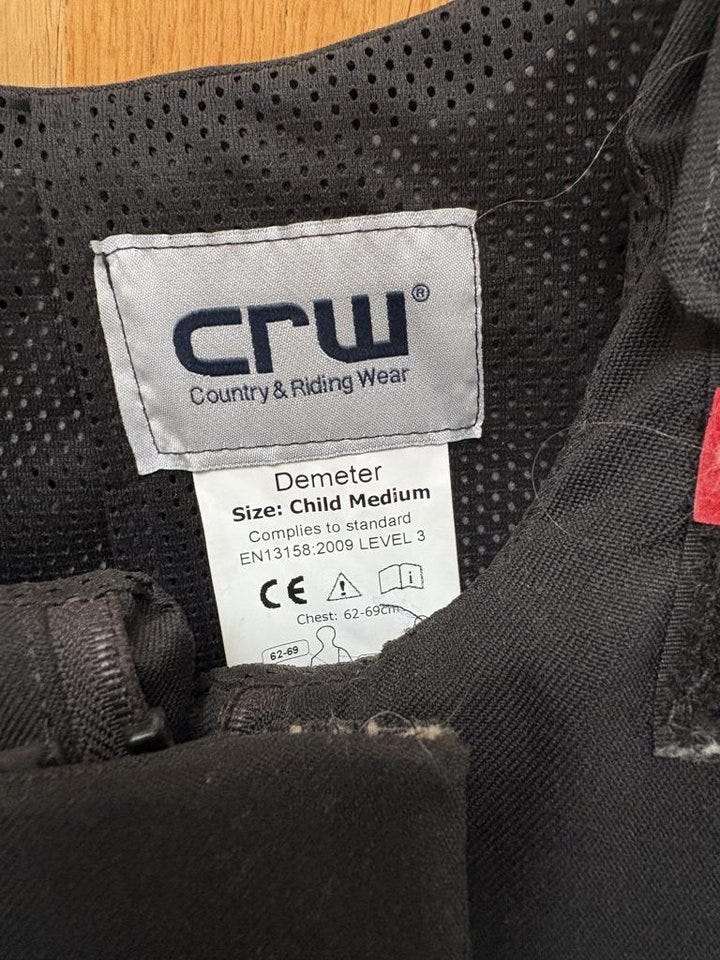 crw®
Country & Riding Wear
Demeter
Size: Child Medium
Complies to standard
EN13158:2009 LEVEL 3
CE
i
Chest: 62-69cm
62-69